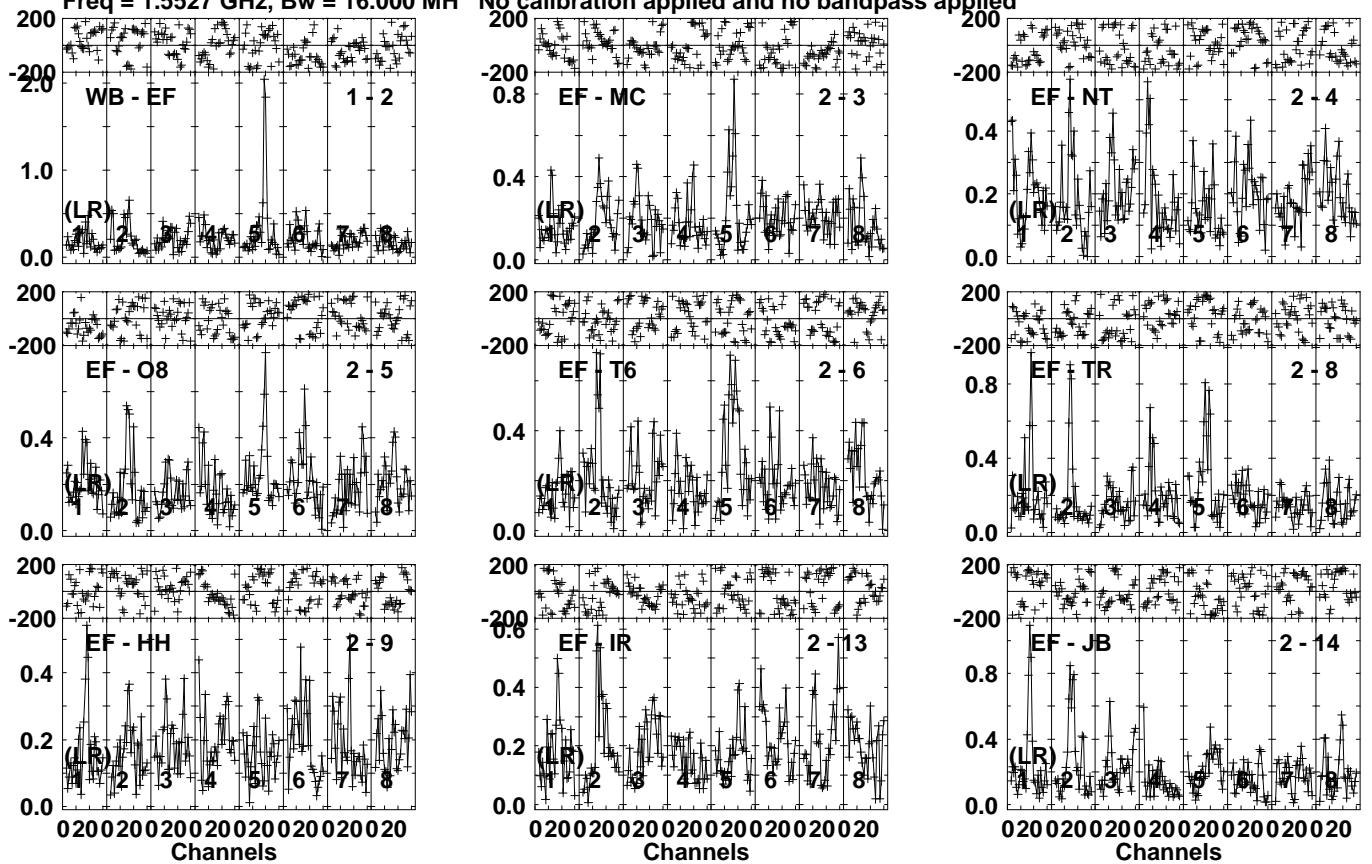 Freq = 1.5527 GHz, Bw = 16.000 MH No calibration applied and no bandpass applied
200
-200
2.0
1.0
0.0
WB - EF 1 - 2
(LR)
1 2 3 4 5 6 7 8
200
-200
0.8
0.4
0.0
EF - MC 2 - 3
(LR)
1 2 3 4 5 6 7 8
200
-200
0.4
0.2
0.0
EF - NT 2 - 4
(LR)
1 2 3 4 5 6 7 8
200
-200
0.4
0.0
EF - O8 2 - 5
(LR)
1 2 3 4 5 6 7 8
200
-200
0.4
0.0
EF - T6 2 - 6
(LR)
1 2 3 4 5 6 7 8
200
-200
0.8
0.4
0.0
EF - TR 2 - 8
(LR)
1 2 3 4 5 6 7 8
200
-200
0.4
0.2
0.0
EF - HH 2 - 9
(LR)
1 2 3 4 5 6 7 8
200
-200
0.6
0.4
0.2
0.0
EF - IR 2 - 13
(LR)
1 2 3 4 5 6 7 8
200
-200
0.8
0.4
0.0
EF - JB 2 - 14
(LR)
1 2 3 4 5 6 7 8
0 20 0 20 0 20 0 20 0 20 0 20 0 20 0 20
Channels
0 20 0 20 0 20 0 20 0 20 0 20 0 20 0 20
Channels
0 20 0 20 0 20 0 20 0 20 0 20 0 20 0 20
Channels